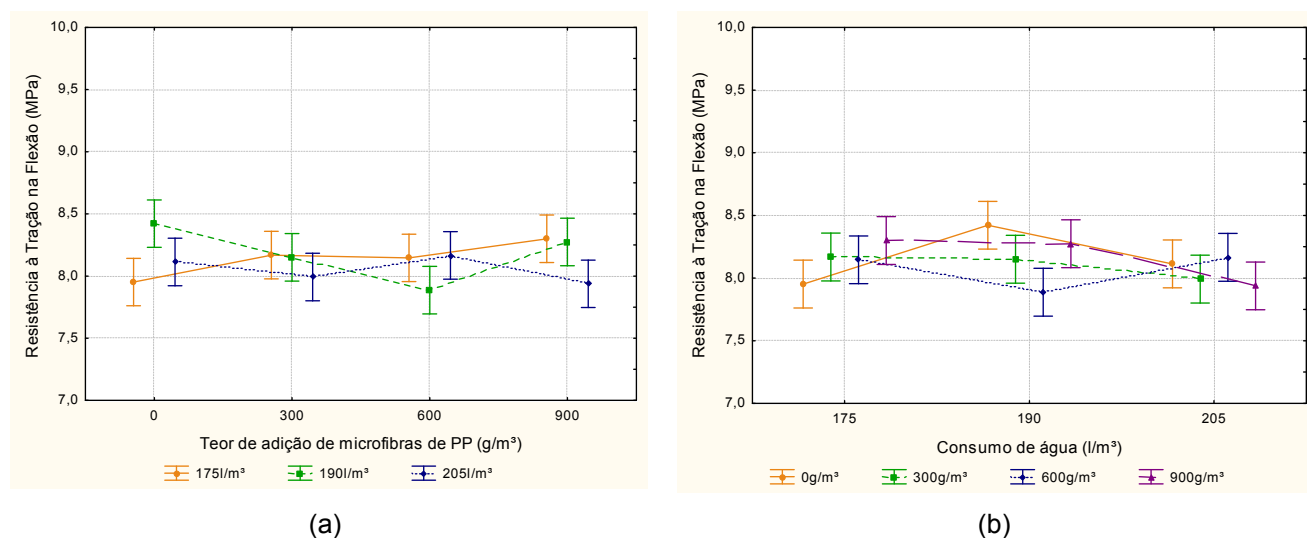 10,0
9,5
9,0
8,5
8,0
7,5
7,0
Resistência à Tração na Flexão (MPa)
0 300 600 900
Teor de adição de microfibras de PP (g/m³)
175l/m³ 190l/m³ 205l/m³
(a)
10,0
9,5
9,0
8,5
8,0
7,5
7,0
Resistência à Tração na Flexão (MPa)
175 190 205
Consumo de água (l/m³)
0g/m³ 300g/m³ 600g/m³ 900g/m³
(b)